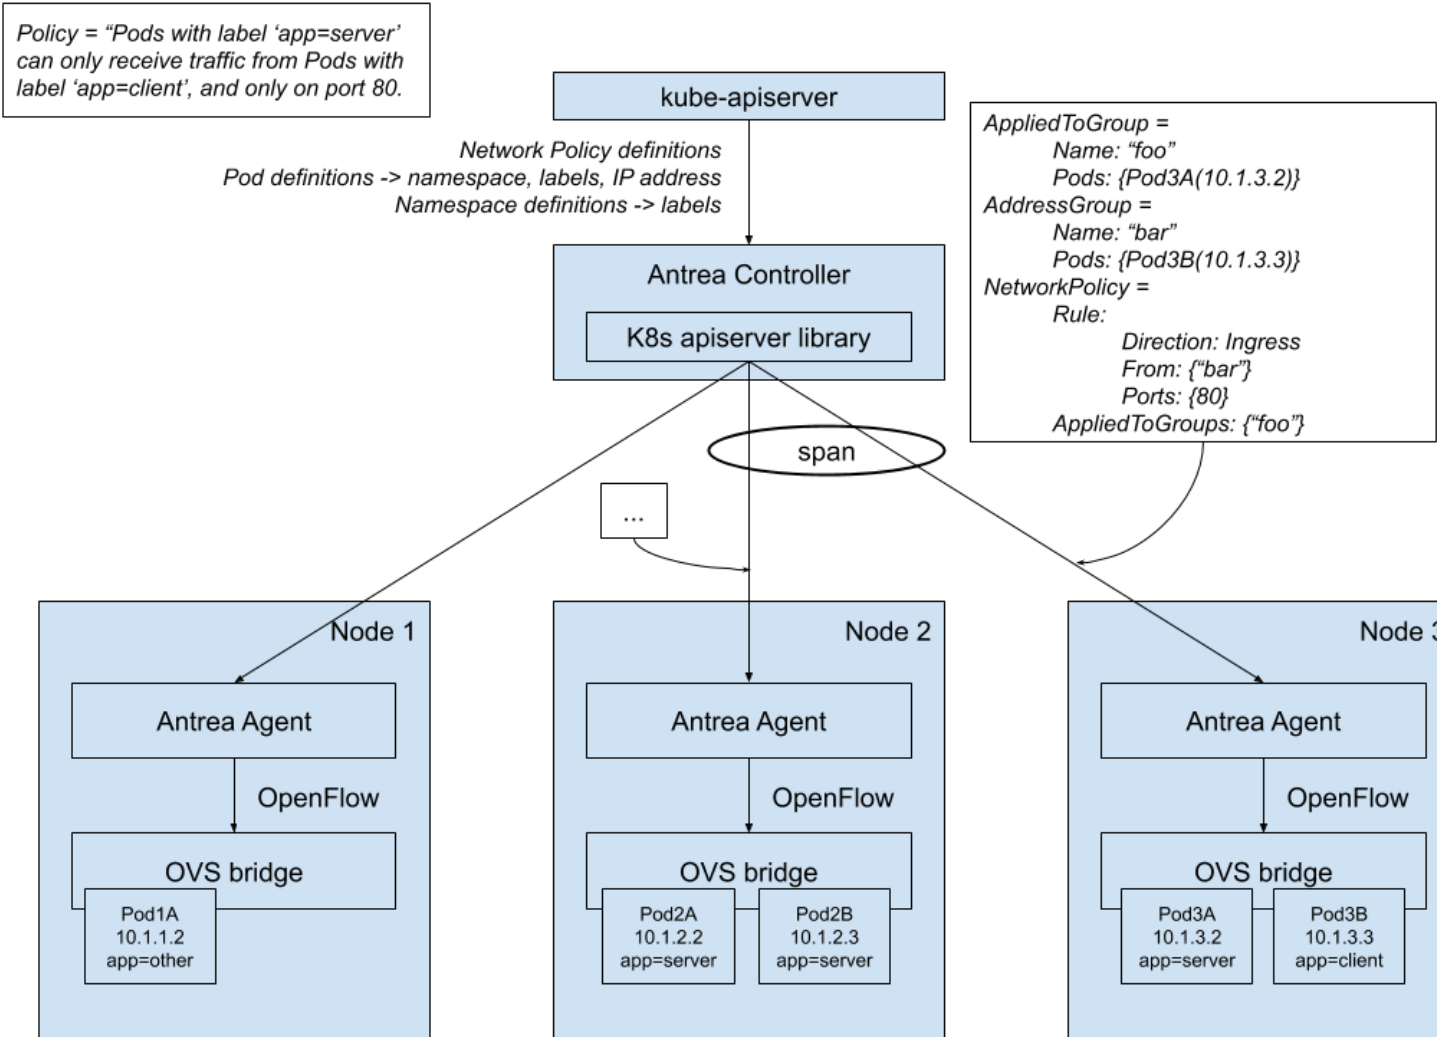 Policy = “Pods with label ‘app=server’
can only receive traffic from Pods with
label ‘app=client’, and only on port 80.
kube-apiserver
Network Policy definitions
Pod definitions -> namespace, labels, IP address
Namespace definitions -> labels
AppliedToGroup =
Name: “foo”
Pods: {Pod3A(10.1.3.2)}
AddressGroup =
Name: “bar”
Pods: {Pod3B(10.1.3.3)}
NetworkPolicy =
Rule:
Direction: Ingress
From: {“bar”}
Ports: {80}
AppliedToGroups: {“foo”}
Antrea Controller
K8s apiserver library
span
...
Node 1
Antrea Agent
OpenFlow
OVS bridge
Pod1A
10.1.1.2
app=other
Node 2
Antrea Agent
OpenFlow
OVS bridge
Pod2A
10.1.2.2
app=server
Pod2B
10.1.2.3
app=server
Node 3
Antrea Agent
OpenFlow
OVS bridge
Pod3A
10.1.3.2
app=server
Pod3B
10.1.3.3
app=client